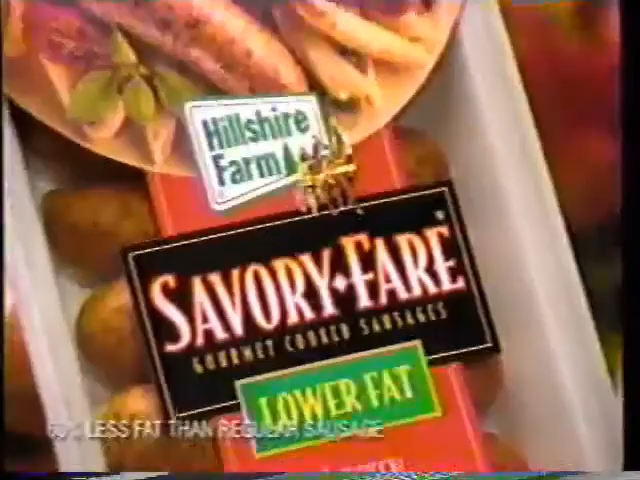 Hillshire
Farm
SAVORY•FARE
GOURMET COOKED SAUSAGES
LOWER FAT
LESS FAT THAN REGULAR SAUSAGE